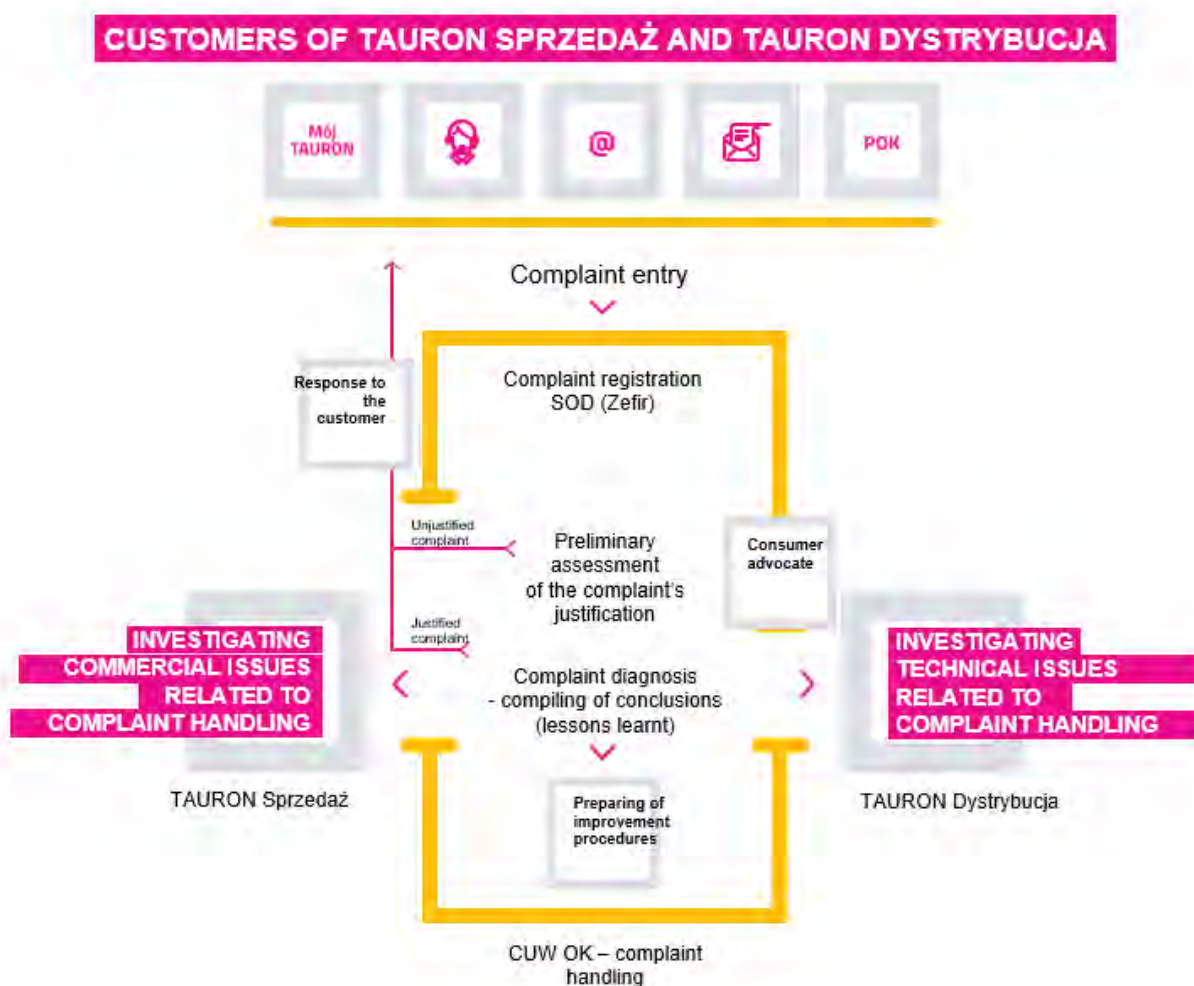 CUSTOMERS OF TAURON SPRZEDAŻ AND TAURON DYSTRYBUCJA
Mój
TAURON
@
POK
Complaint entry
Response to
the
customer
Complaint registration
SOD (Zefir)
Unjustified
complaint
Preliminary
assessment
of the complaint's
justification
Consumer
advocate
Justified
complaint
INVESTIGATING
COMMERCIAL ISSUES
RELATED TO
COMPLAINT HANDLING
TAURON Sprzedaż
Complaint diagnosis
- compiling of conclusions
(lessons learnt)
INVESTIGATING
TECHNICAL ISSUES
RELATED TO
COMPLAINT HANDLING
TAURON Dystrybucja
Preparing of
improvement
procedures
CUW OK – complaint
handling